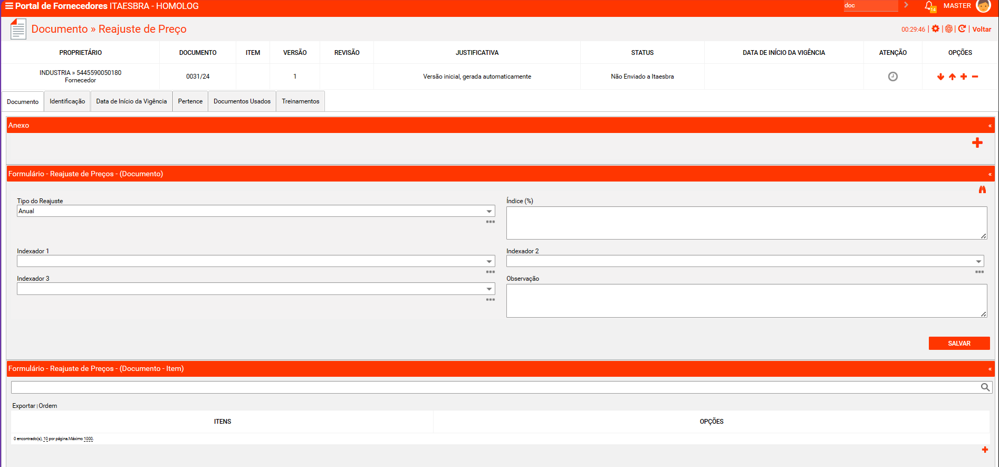 Portal de Fornecedores ITAESBRA - HOMOLOG
doc
14
MASTER
Documento » Reajuste de Preço
00:29:46 | | | | Voltar
PROPRIETÁRIO DOCUMENTO ITEM VERSÃO REVISÃO JUSTIFICATIVA STATUS DATA DE INÍCIO DA VIGÊNCIA ATENÇÃO OPÇÕES
INDUSTRIA » 5445590050180
Fornecedor
0031/24
1
Versão inicial, gerada automaticamente
Não Enviado a Itaesbra
Documento Identificação Data de Início da Vigência Pertence Documentos Usados Treinamentos
Anexo «
Formulário - Reajuste de Preços - (Documento) «
Tipo do Reajuste
Anual
Índice (%)
Indexador 1
Indexador 2
Indexador 3
Observação
SALVAR
Formulário - Reajuste de Preços - (Documento - Item) «
Exportar | Ordem
ITENS OPÇÕES
0 encontrado(s), 10 por página.Máximo 1000.